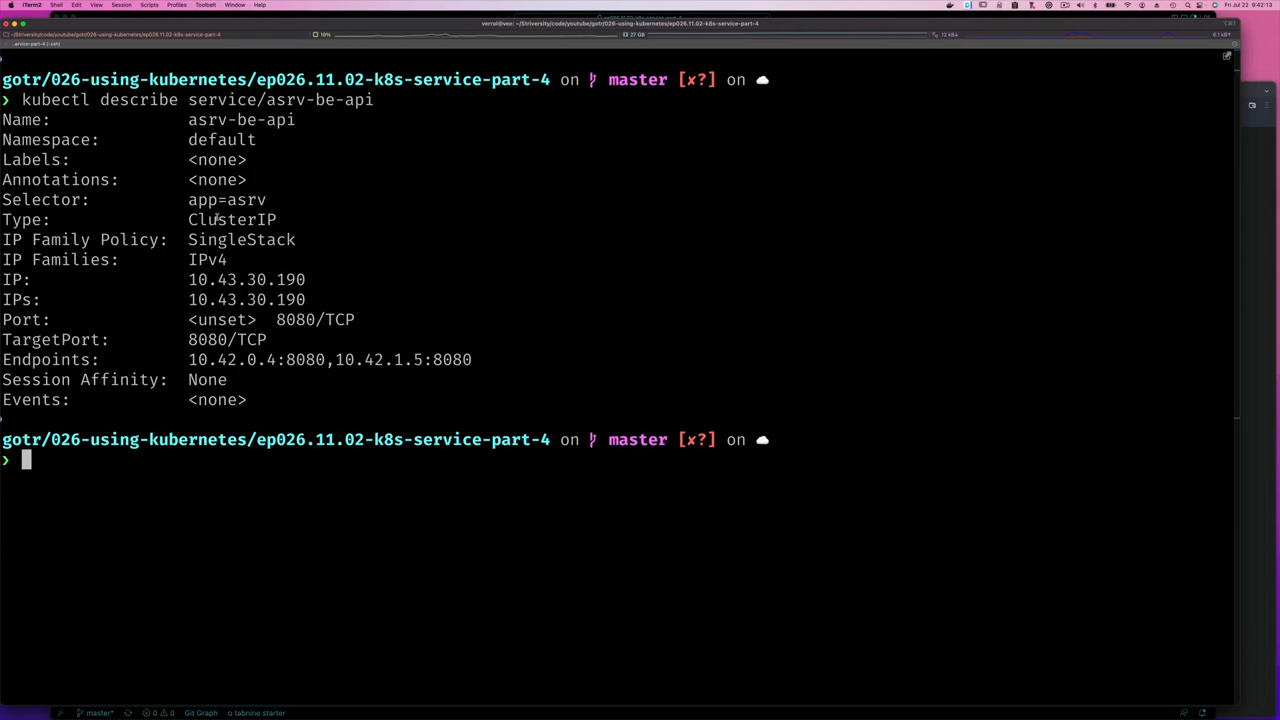 iTerm2 Shell Edit View Session Scripts Profiles Toolbelt Window Help Fri Jul 22 9:42:13
verrol@vee: ~/Striversity/code/youtube/gotr/026-using-kubernetes/ep026.11.02-k8s-service-part-4
~/Striversity/code/youtube/gotr/026-using-kubernetes/ep026.11.02-k8s-service-part-4 19% 27 GB 12 kB↓ 6.1 kB↑
..ervice-part-4 (-zsh)
gotr/026-using-kubernetes/ep026.11.02-k8s-service-part-4 on master [✘?] on
❯ kubectl describe service/asrv-be-api
Name: asrv-be-api
Namespace: default
Labels: <none>
Annotations: <none>
Selector: app=asrv
Type: ClusterIP
IP Family Policy: SingleStack
IP Families: IPv4
IP: 10.43.30.190
IPs: 10.43.30.190
Port: <unset> 8080/TCP
TargetPort: 8080/TCP
Endpoints: 10.42.0.4:8080,10.42.1.5:8080
Session Affinity: None
Events: <none>
gotr/026-using-kubernetes/ep026.11.02-k8s-service-part-4 on master [✘?] on
❯
master* 0 0 Git Graph tabnine starter